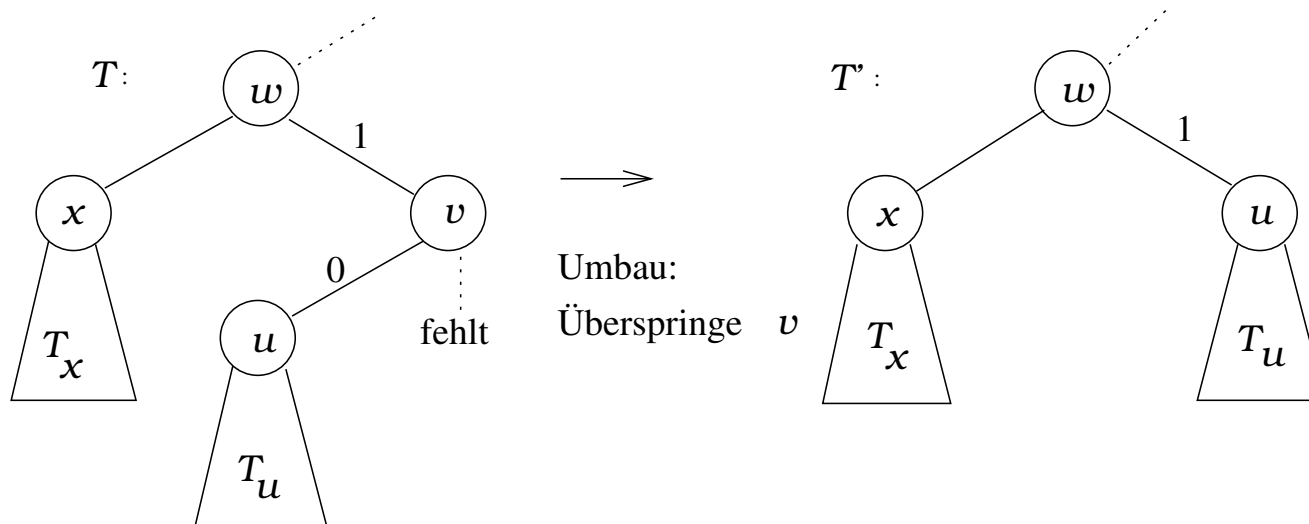 T :
w
1
x
v
0
u
fehlt
T_x
T_u
Umbau:
Überspringe v
T' :
w
1
x
u
T_x
T_u